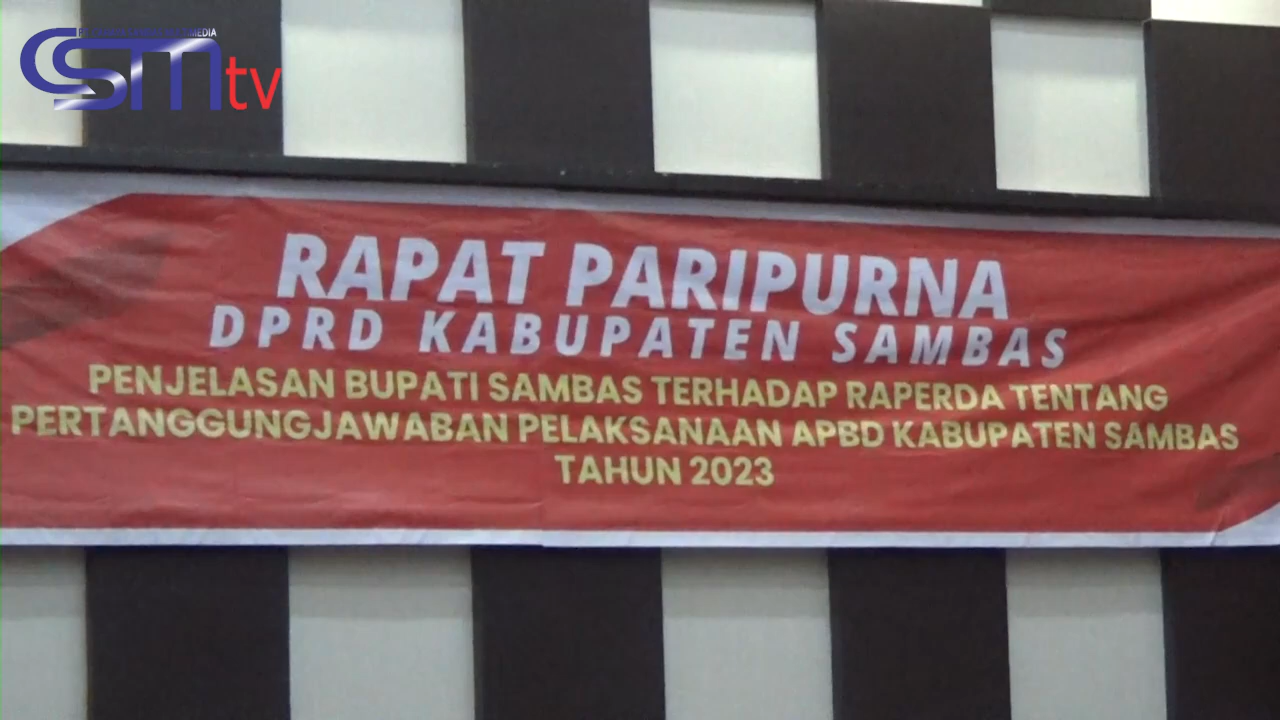 CSMtv
RAPAT PARIPURNA
DPRD KABUPATEN SAMBAS
PENJELASAN BUPATI SAMBAS TERHADAP RAPERDA TENTANG
PERTANGGUNGJAWABAN PELAKSANAAN APBD KABUPATEN SAMBAS
TAHUN 2023